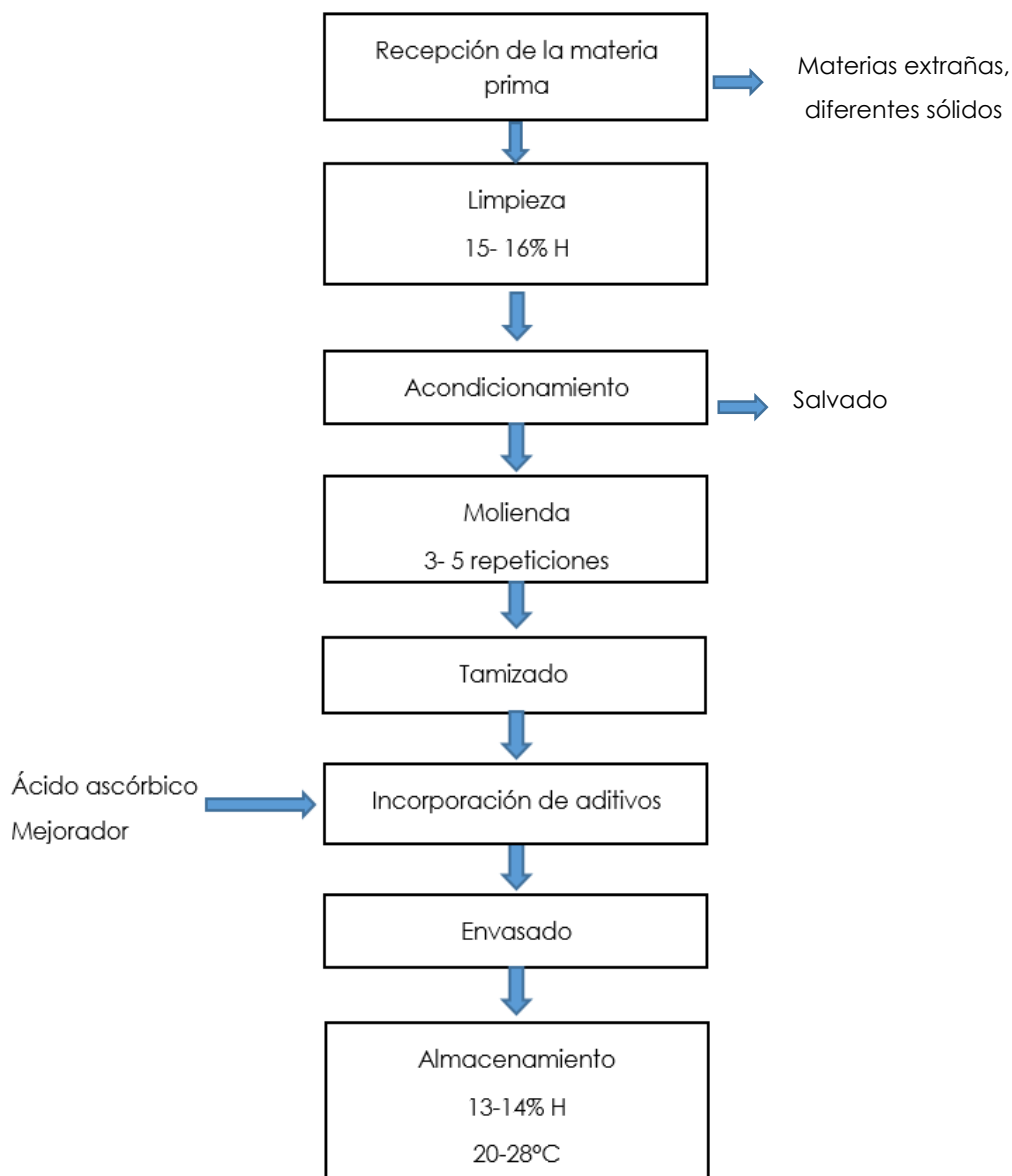 Recepción de la materia
prima
Materias extrañas,
diferentes sólidos
Limpieza
15- 16% H
Acondicionamiento
Salvado
Molienda
3- 5 repeticiones
Tamizado
Ácido ascórbico
Mejorador
Incorporación de aditivos
Envasado
Almacenamiento
13-14% H
20-28°C